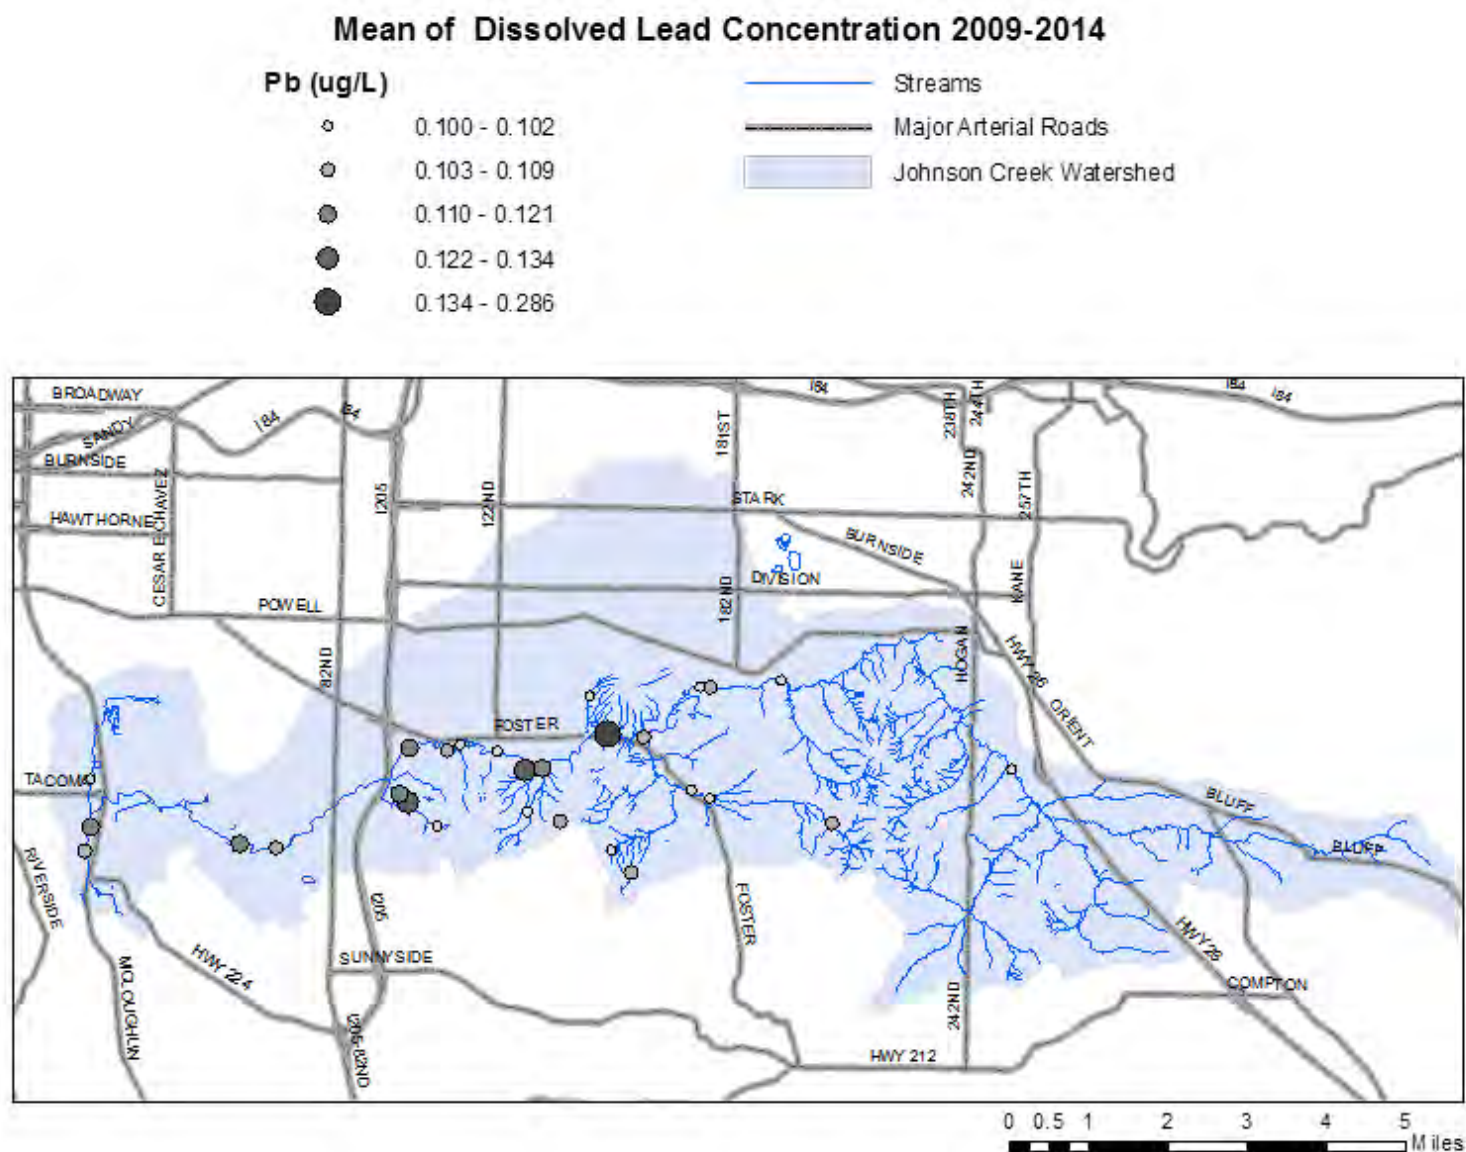 Mean of Dissolved Lead Concentration 2009-2014
Pb (ug/L)
0.100 - 0.102
0.103 - 0.109
0.110 - 0.121
0.122 - 0.134
0.134 - 0.286
Streams
Major Arterial Roads
Johnson Creek Watershed
BROADWAY
SANDY
I84
I84
I84
I84
I84
BURNSIDE
HAWTHORNE
CESAR E CHAVEZ
I205
122ND
181ST
238TH
244TH
242ND
257TH
STARK
BURNSIDE
DIVISION
182ND
KANE
POWELL
82ND
HOGAN
HWY 26
ORIENT
FOSTER
TACOMA
BLUFF
BLUFF
RIVERSIDE
I205
FOSTER
HWY 224
SUNNYSIDE
HWY 26
MCLOUGHLIN
COMPTON
242ND
I205-82ND
HWY 212
0 0.5 1 2 3 4 5
Miles